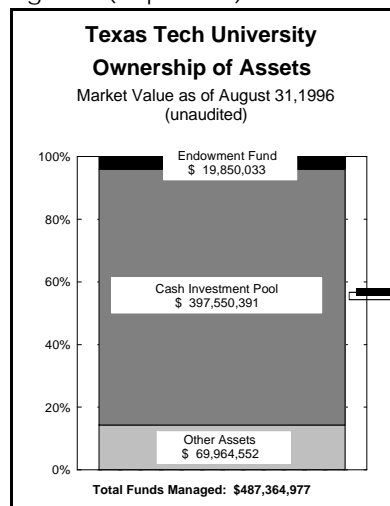 Texas Tech University
Ownership of Assets
Market Value as of August 31,1996
(unaudited)
100%
Endowment Fund
$ 19,850,033
80%
60%
Cash Investment Pool
$ 397,550,391
40%
20%
Other Assets
$ 69,964,552
0%
Total Funds Managed: $487,364,977